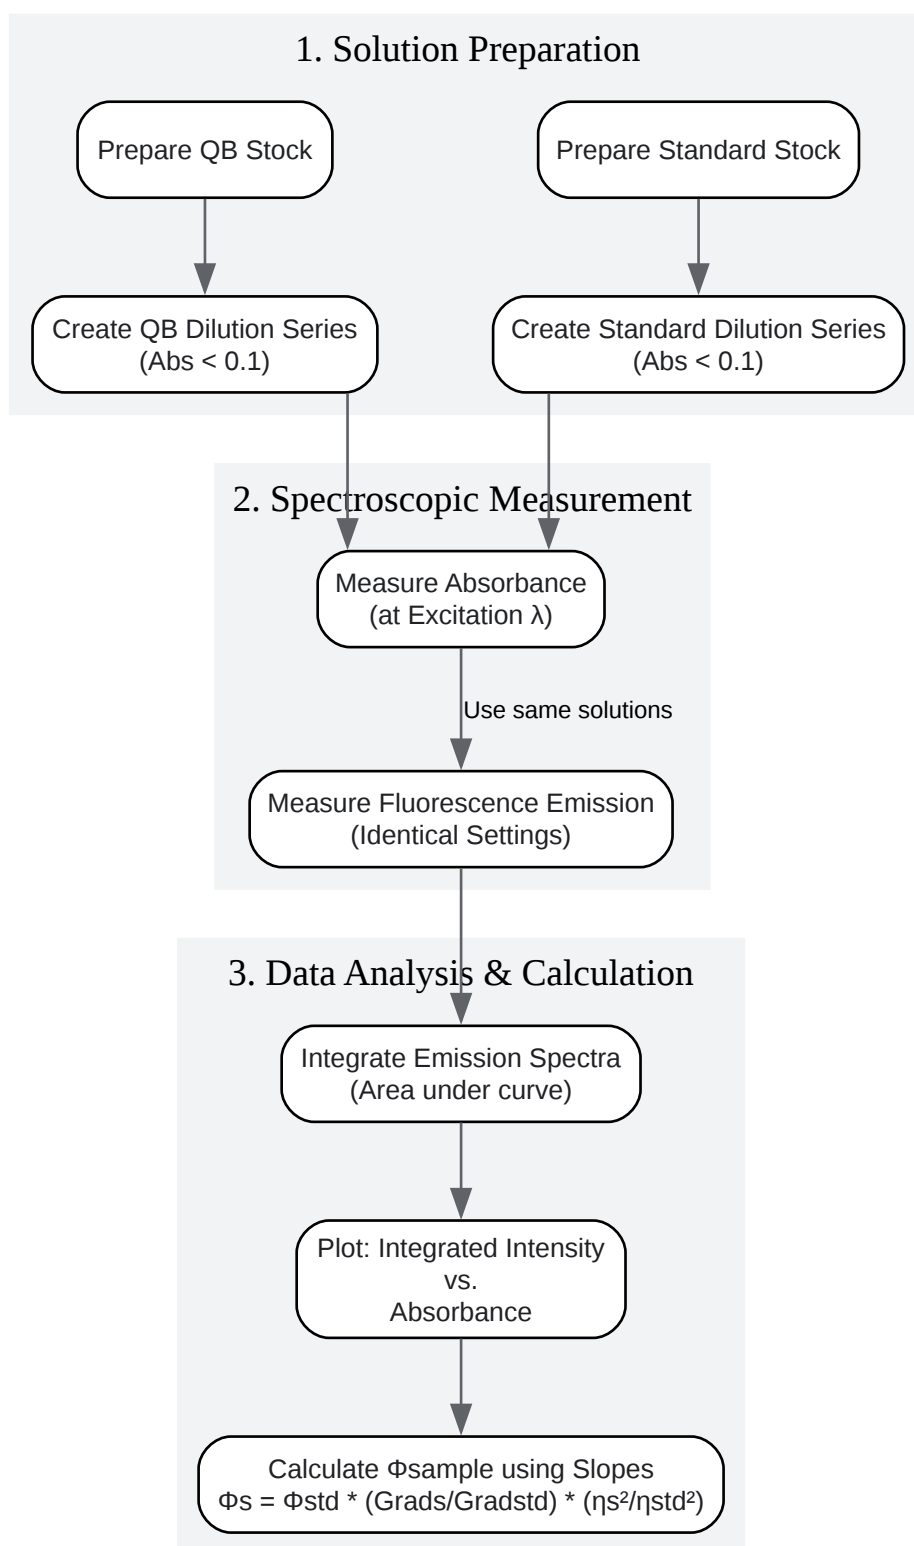 1. Solution Preparation
Prepare QB Stock
Prepare Standard Stock
Create QB Dilution Series
(Abs < 0.1)
Create Standard Dilution Series
(Abs < 0.1)
2. Spectroscopic Measurement
Measure Absorbance
(at Excitation λ)
Use same solutions
Measure Fluorescence Emission
(Identical Settings)
3. Data Analysis & Calculation
Integrate Emission Spectra
(Area under curve)
Plot: Integrated Intensity
vs.
Absorbance
Calculate Φsample using Slopes
Φs = Φstd * (Grads/Gradstd) * (ηs²/ηstd²)